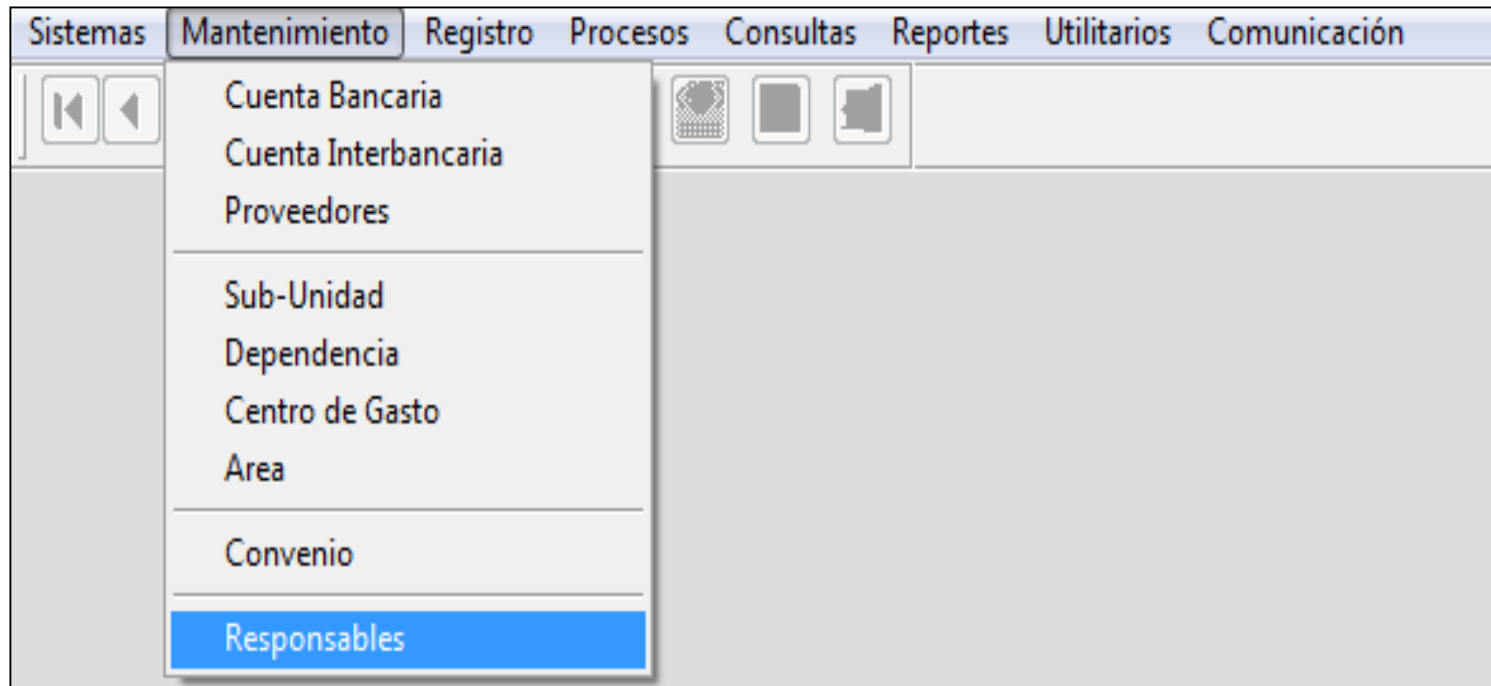 Sistemas Mantenimiento Registro Procesos Consultas Reportes Utilitarios Comunicación
Cuenta Bancaria
Cuenta Interbancaria
Proveedores
Sub-Unidad
Dependencia
Centro de Gasto
Area
Convenio
Responsables